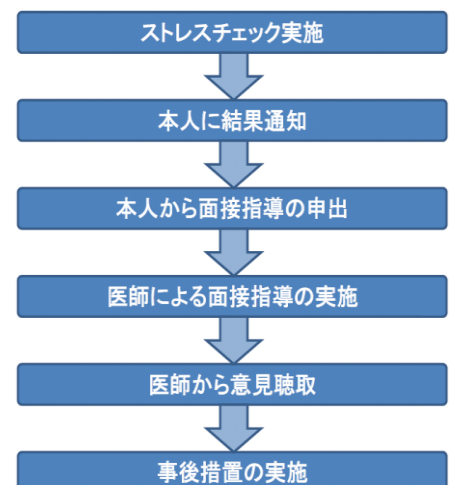 ストレスチェック実施
本人に結果通知
本人から面接指導の申出
医師による面接指導の実施
医師から意見聴取
事後措置の実施